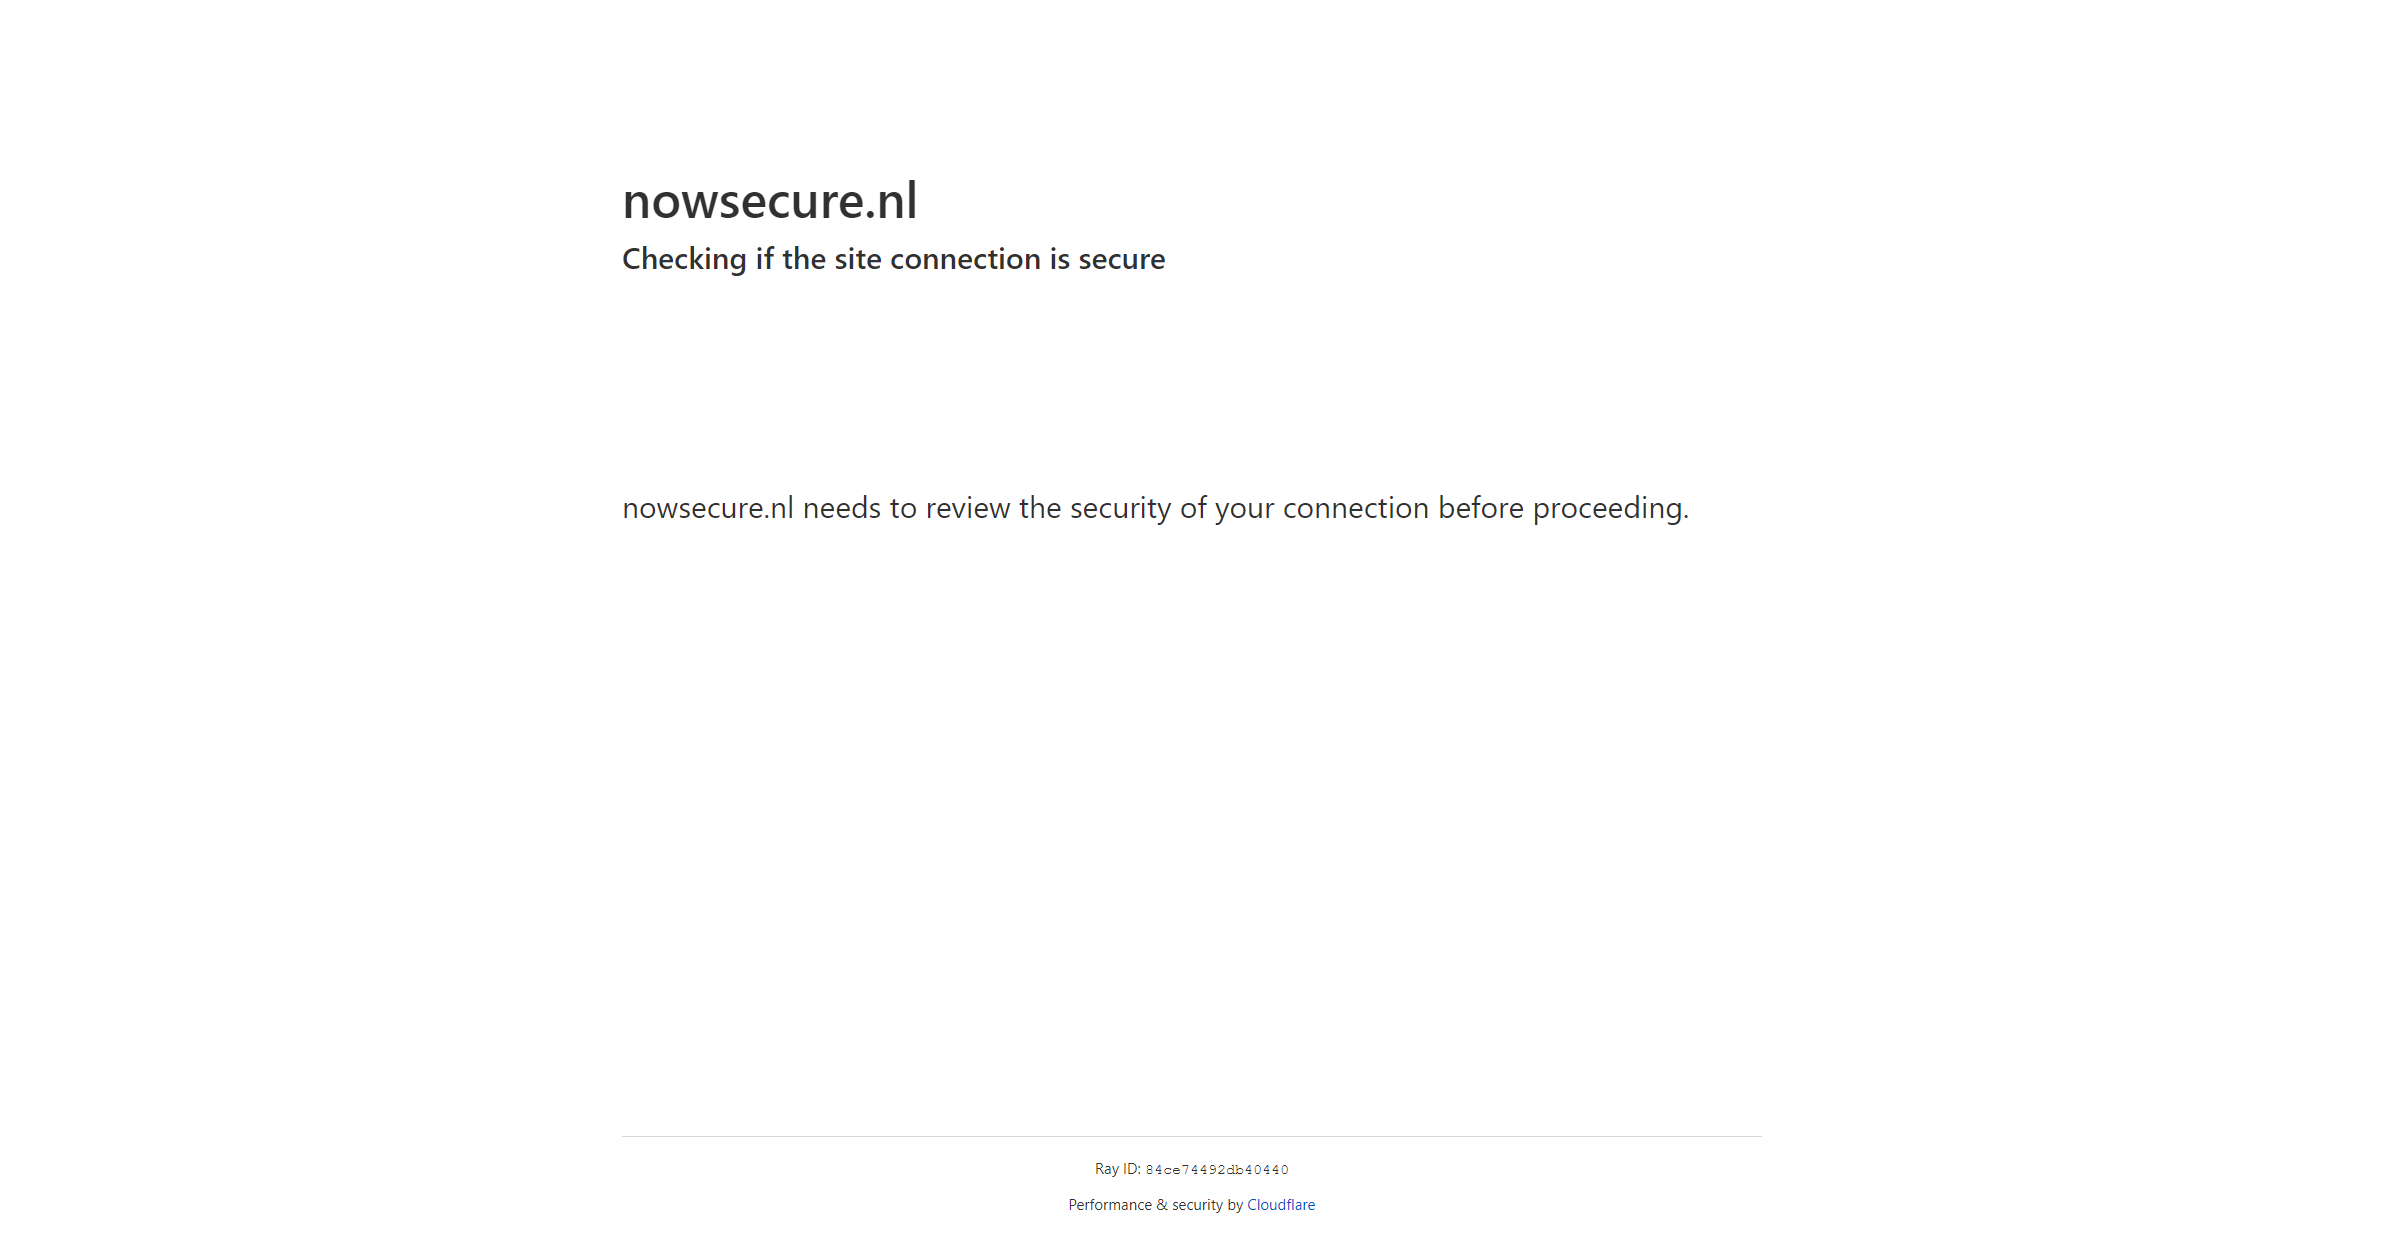 nowsecure.nl
Checking if the site connection is secure
nowsecure.nl needs to review the security of your connection before proceeding.
Ray ID: 84ce74492db40440
Performance & security by Cloudflare